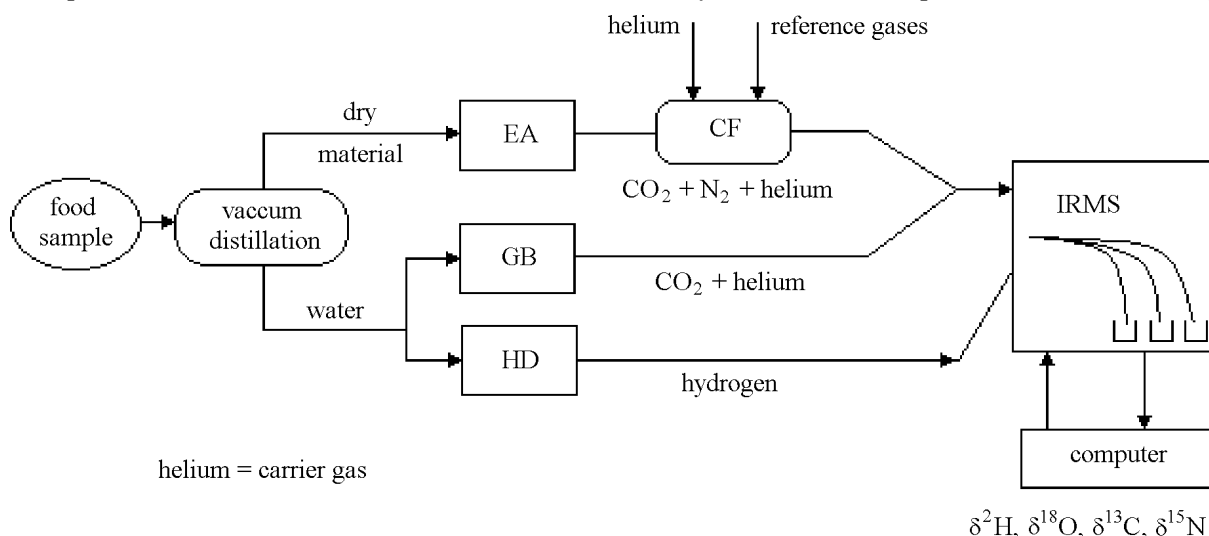 helium
reference gases
dry
material
EA
CF
CO₂ + N₂ + helium
food
sample
vaccum
distillation
IRMS
GB
CO₂ + helium
water
HD
hydrogen
computer
helium = carrier gas
δ²H, δ¹⁸O, δ¹³C, δ¹⁵N